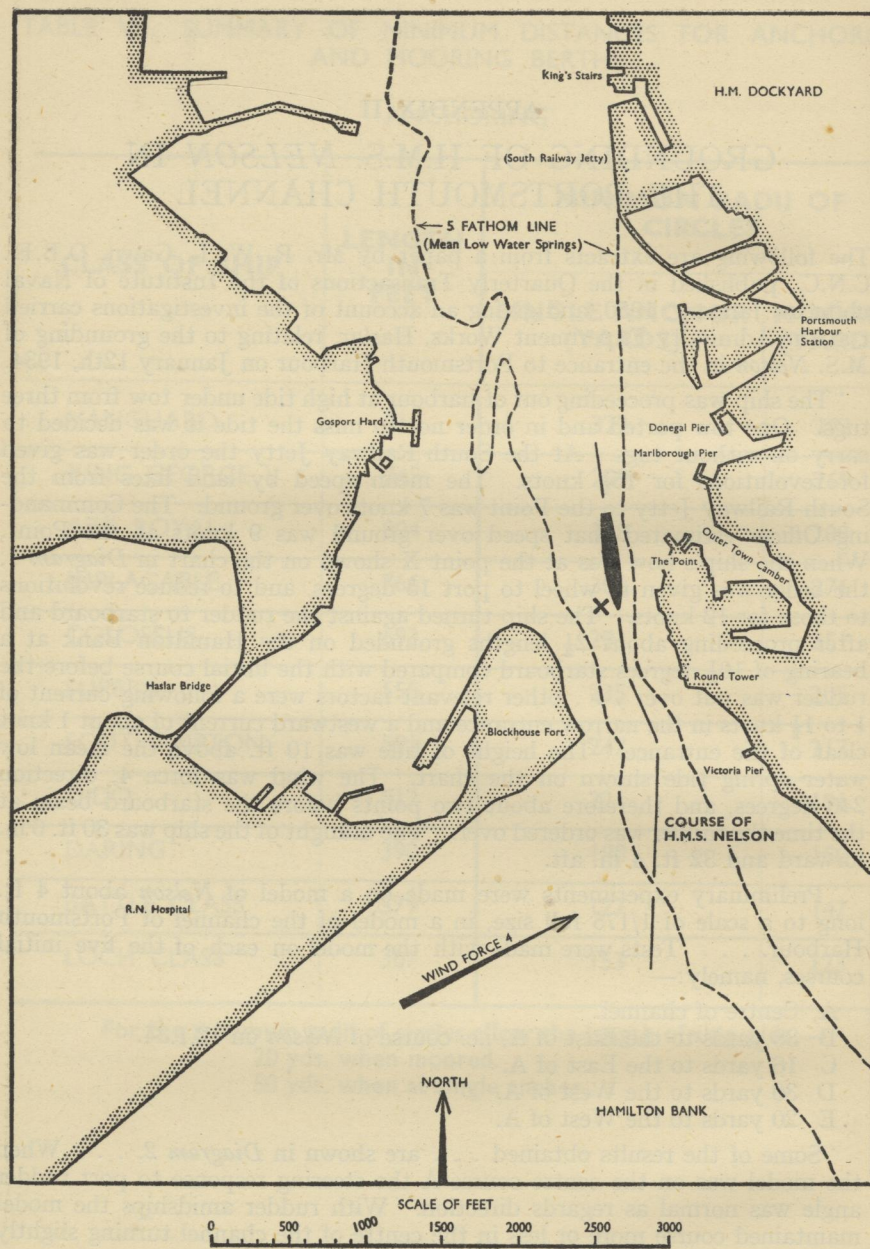 King's Stairs
H.M. DOCKYARD
(South Railway Jetty)
5 FATHOM LINE
(Mean Low Water Springs)
Portsmouth
Harbour
Station
Gosport Hard
Donegal Pier
Marlborough Pier
Outer Town Camber
The Point
X
Haslar Bridge
Round Tower
Blockhouse Fort
Victoria Pier
COURSE OF
H.M.S. NELSON
R.N. Hospital
WIND FORCE 4
NORTH
HAMILTON BANK
SCALE OF FEET
500 1000 1500 2000 2500 3000